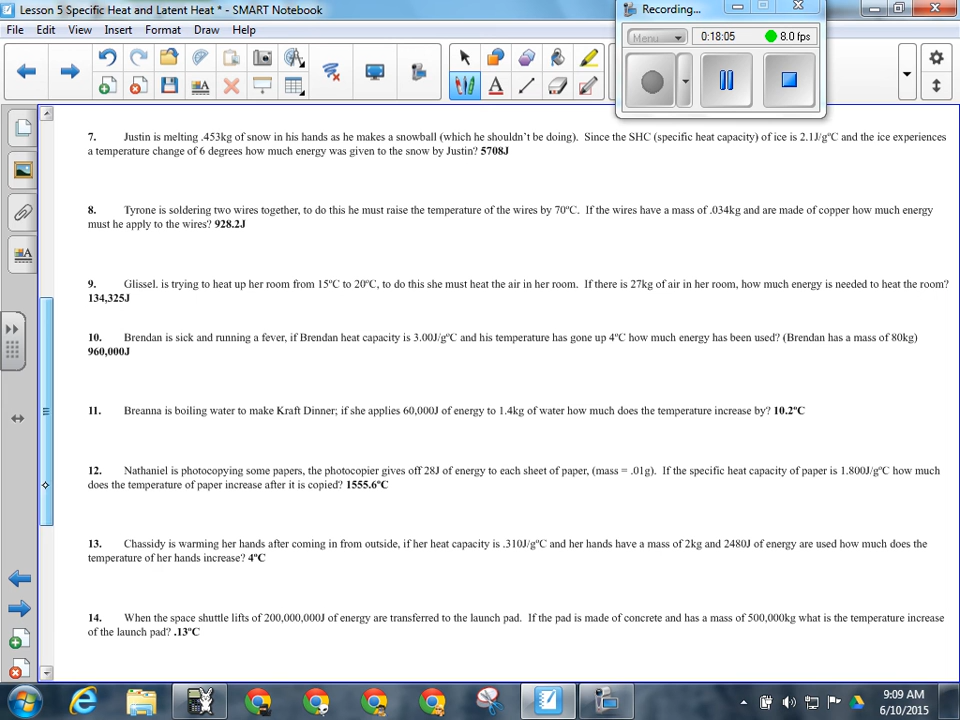 Lesson 5 Specific Heat and Latent Heat * - SMART Notebook
Recording...
File Edit View Insert Format Draw Help
Menu 0:18:05 8.0 fps
7. Justin is melting .453kg of snow in his hands as he makes a snowball (which he shouldn't be doing). Since the SHC (specific heat capacity) of ice is 2.1J/gºC and the ice experiences
a temperature change of 6 degrees how much energy was given to the snow by Justin? 5708J
8. Tyrone is soldering two wires together, to do this he must raise the temperature of the wires by 70ºC. If the wires have a mass of .034kg and are made of copper how much energy
must he apply to the wires? 928.2J
9. Glissel. is trying to heat up her room from 15ºC to 20ºC, to do this she must heat the air in her room. If there is 27kg of air in her room, how much energy is needed to heat the room?
134,325J
10. Brendan is sick and running a fever, if Brendan heat capacity is 3.00J/gºC and his temperature has gone up 4ºC how much energy has been used? (Brendan has a mass of 80kg)
960,000J
11. Breanna is boiling water to make Kraft Dinner; if she applies 60,000J of energy to 1.4kg of water how much does the temperature increase by? 10.2ºC
12. Nathaniel is photocopying some papers, the photocopier gives off 28J of energy to each sheet of paper, (mass = .01g). If the specific heat capacity of paper is 1.800J/gºC how much
does the temperature of paper increase after it is copied? 1555.6ºC
13. Chassidy is warming her hands after coming in from outside, if her heat capacity is .310J/gºC and her hands have a mass of 2kg and 2480J of energy are used how much does the
temperature of her hands increase? 4ºC
14. When the space shuttle lifts of 200,000,000J of energy are transferred to the launch pad. If the pad is made of concrete and has a mass of 500,000kg what is the temperature increase
of the launch pad? .13ºC
9:09 AM
6/10/2015